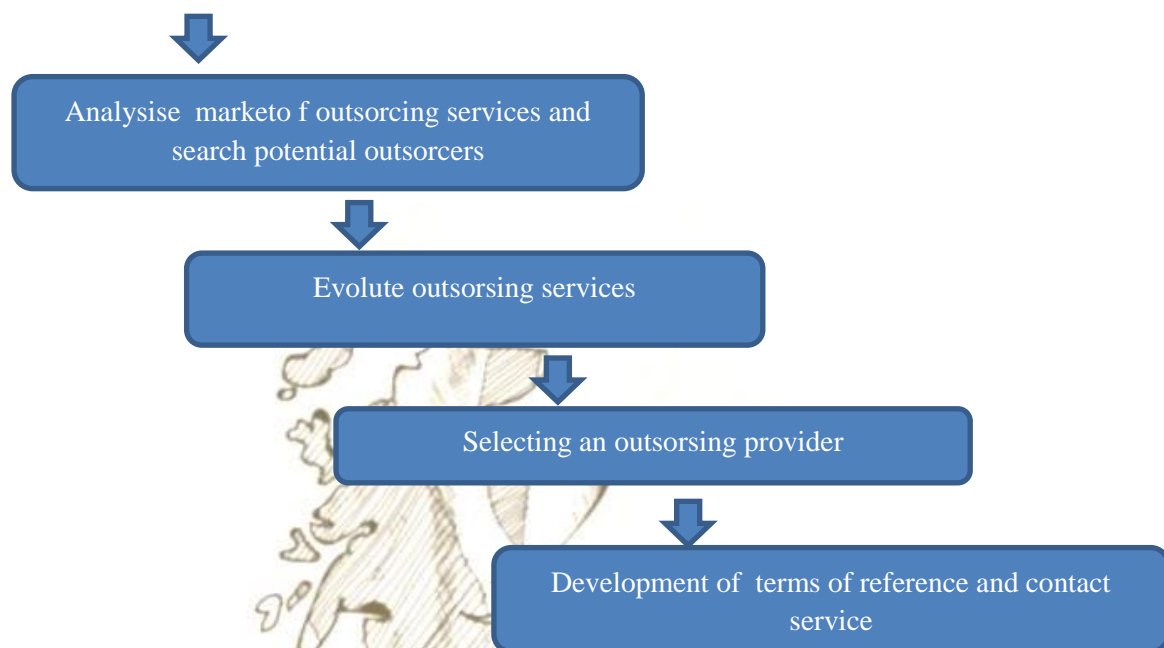 Analysise marketo f outsorcing services and
search potential outsorcers
Evolute outsorsing services
Selecting an outsorsing provider
Development of terms of reference and contact
service